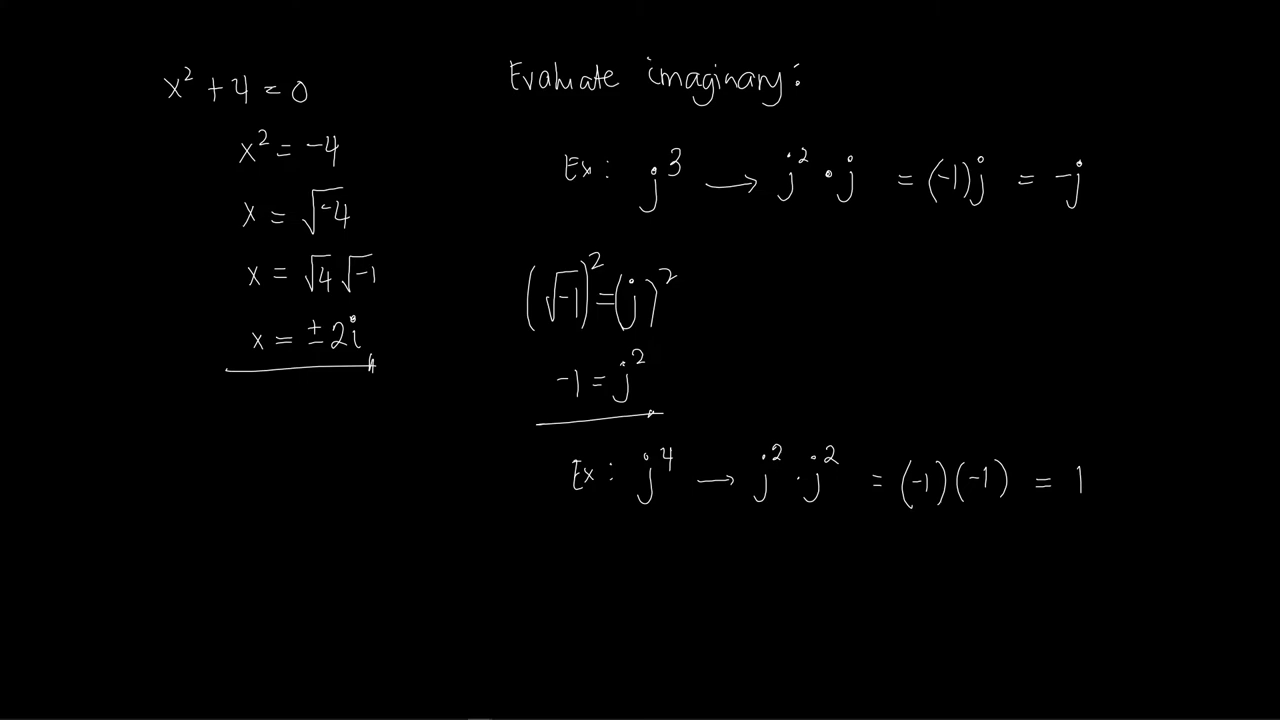 x² + 4 = 0
x² = -4
x = √-4
x = √4 √-1
x = ±2i
Evaluate imaginary:
Ex: j³ → j² • j = (-1)j = -j
(√-1)² = (j)²
-1 = j²
Ex: j⁴ → j² · j² = (-1)(-1) = 1